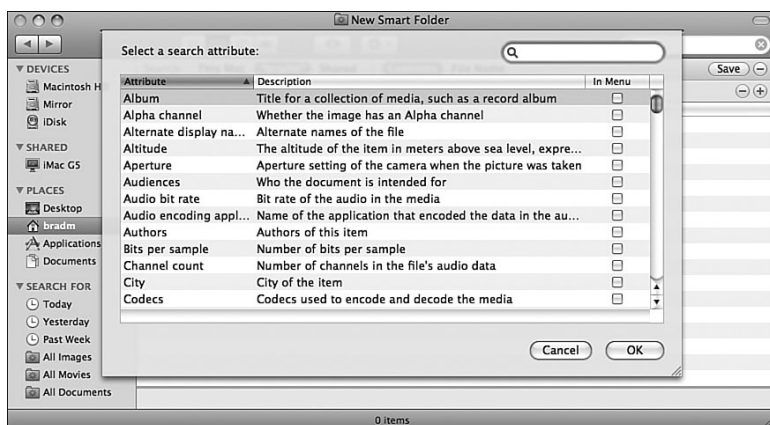 New Smart Folder
Select a search attribute:
Save
Attribute Description In Menu
Album Title for a collection of media, such as a record album
Alpha channel Whether the image has an Alpha channel
Alternate display na... Alternate names of the file
Altitude The altitude of the item in meters above sea level, expre...
Aperture Aperture setting of the camera when the picture was taken
Audiences Who the document is intended for
Audio bit rate Bit rate of the audio in the media
Audio encoding appl... Name of the application that encoded the data in the au...
Authors Authors of this item
Bits per sample Number of bits per sample
Channel count Number of channels in the file's audio data
City City of the item
Codecs Codecs used to encode and decode the media
Cancel OK
DEVICES
Macintosh H
Mirror
iDisk
SHARED
iMac G5
PLACES
Desktop
bradm
Applications
Documents
SEARCH FOR
Today
Yesterday
Past Week
All Images
All Movies
All Documents
0 items